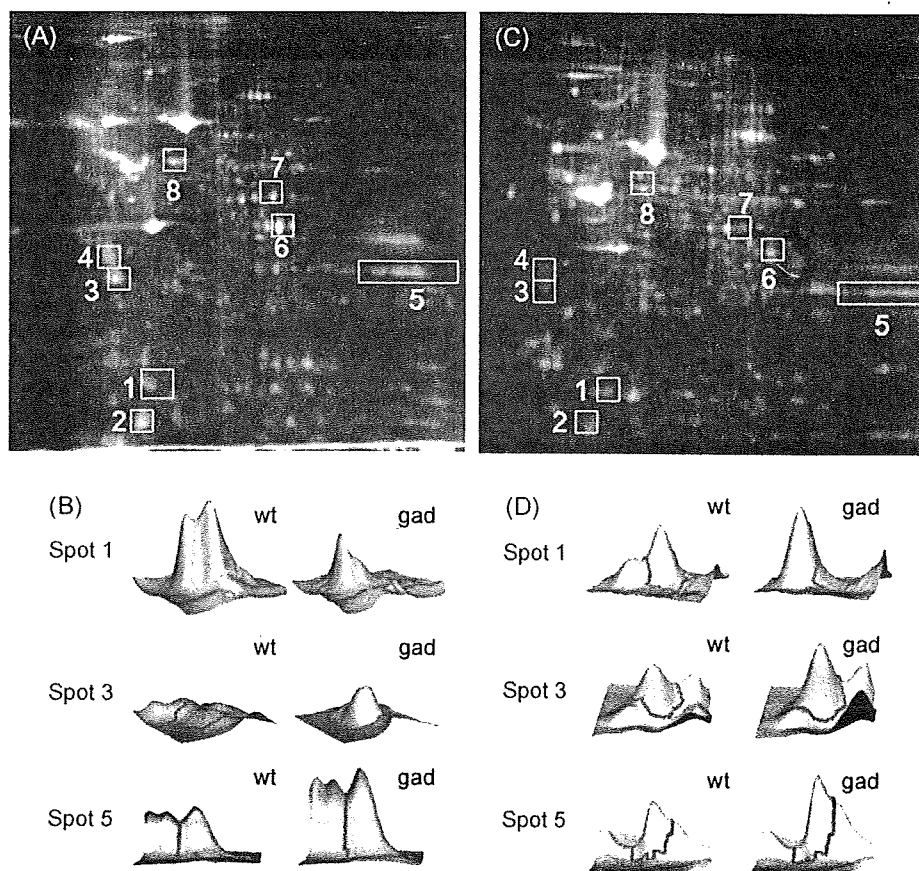 (A)
(C)
7
8
6
4
3
5
1
2
7
8
6
4
3
5
1
2
(B)
wt
gad
Spot 1
wt
gad
Spot 3
wt
gad
Spot 5
(D)
wt
gad
Spot 1
wt
gad
Spot 3
wt
gad
Spot 5